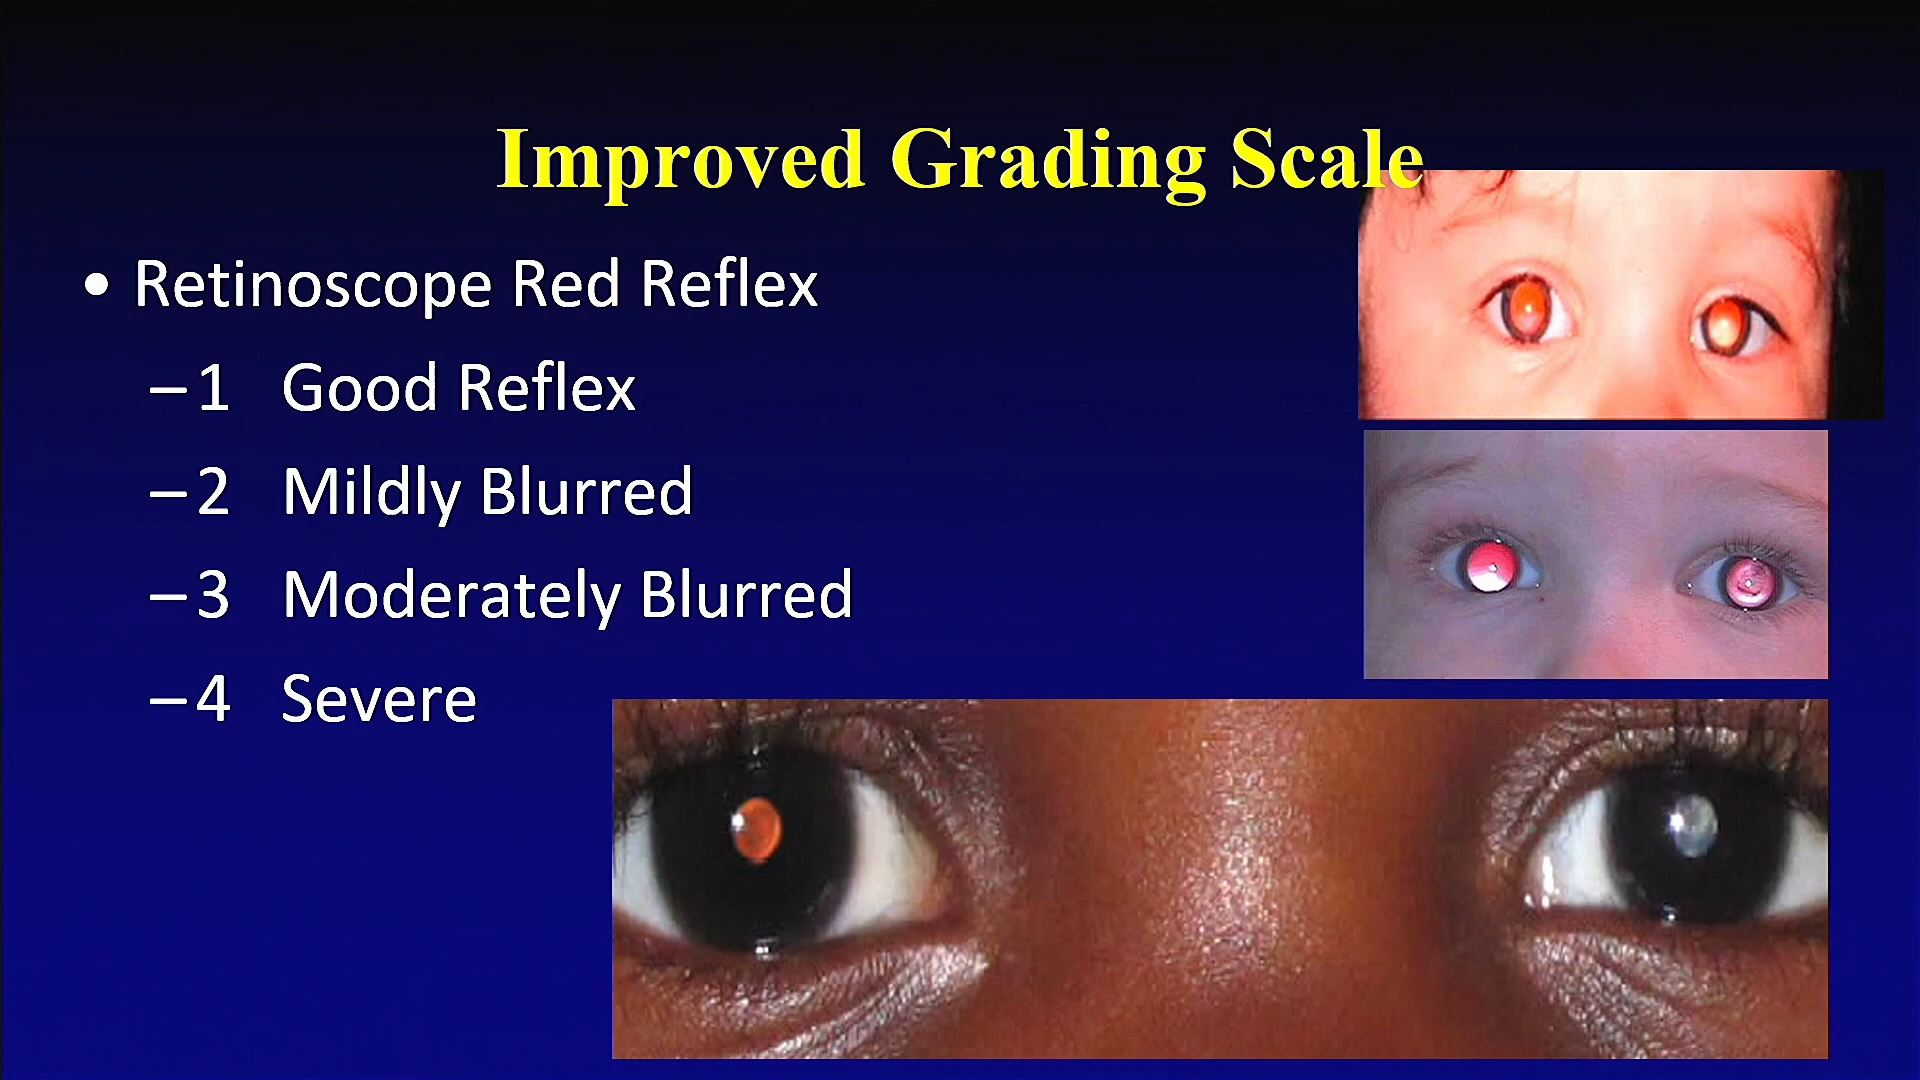 Improved Grading Scale
• Retinoscope Red Reflex
–1 Good Reflex
–2 Mildly Blurred
–3 Moderately Blurred
–4 Severe